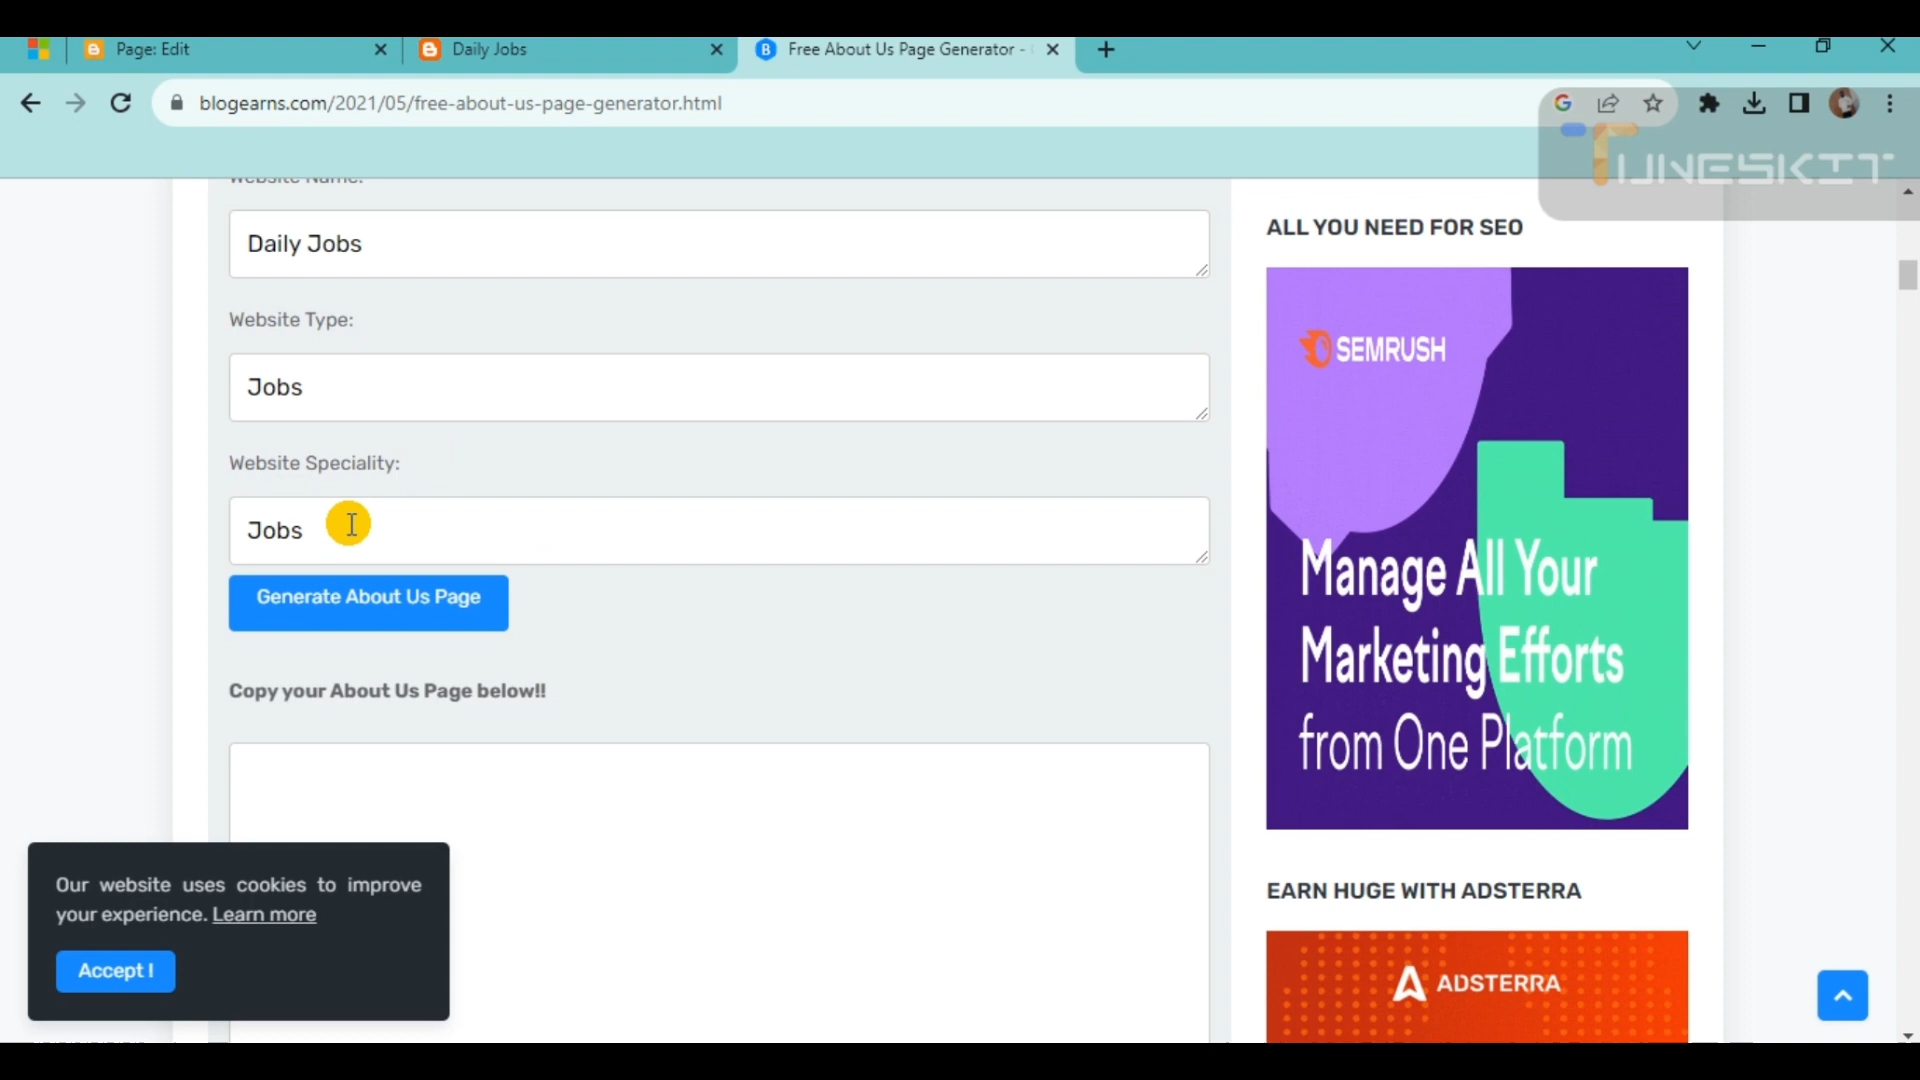 Page: Edit
Daily Jobs
Free About Us Page Generator -
blogearns.com/2021/05/free-about-us-page-generator.html
TUNESKIT
Website Name:
Daily Jobs
Website Type:
Jobs
Website Speciality:
Jobs
Generate About Us Page
Copy your About Us Page below!!
Our website uses cookies to improve
your experience. Learn more
Accept !
ALL YOU NEED FOR SEO
SEMRUSH
Manage All Your
Marketing Efforts
from One Platform
EARN HUGE WITH ADSTERRA
ADSTERRA